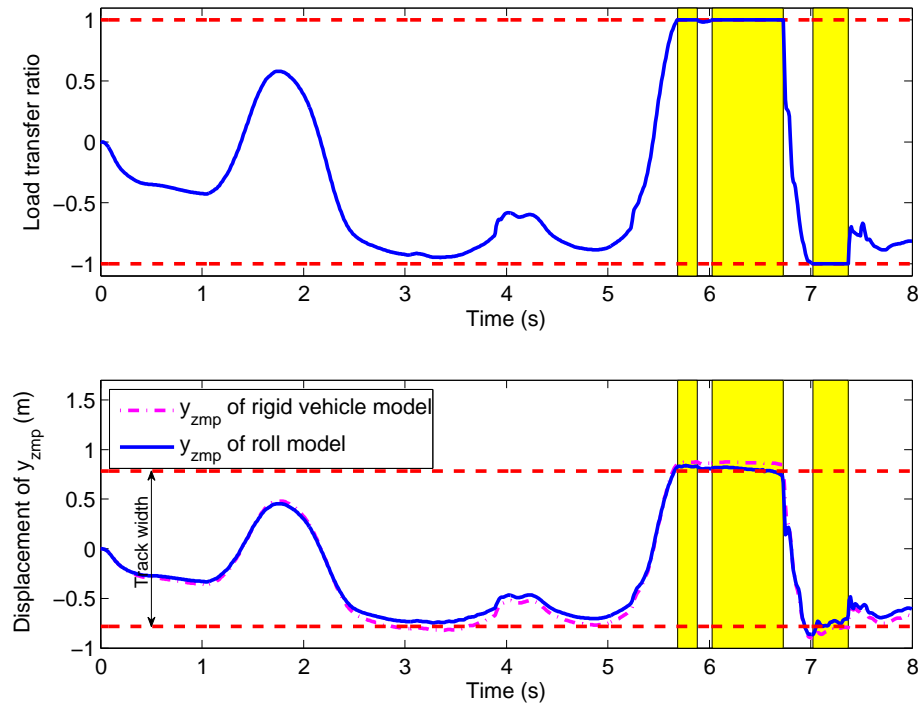 1
0.5
0
−0.5
−1
0 1 2 3 4 5 6 7 8
Load transfer ratio
Time (s)
1.5
1
0.5
0
−0.5
−1
0 1 2 3 4 5 6 7 8
Displacement of y_zmp (m)
Time (s)
y_zmp of rigid vehicle model
y_zmp of roll model
Track width